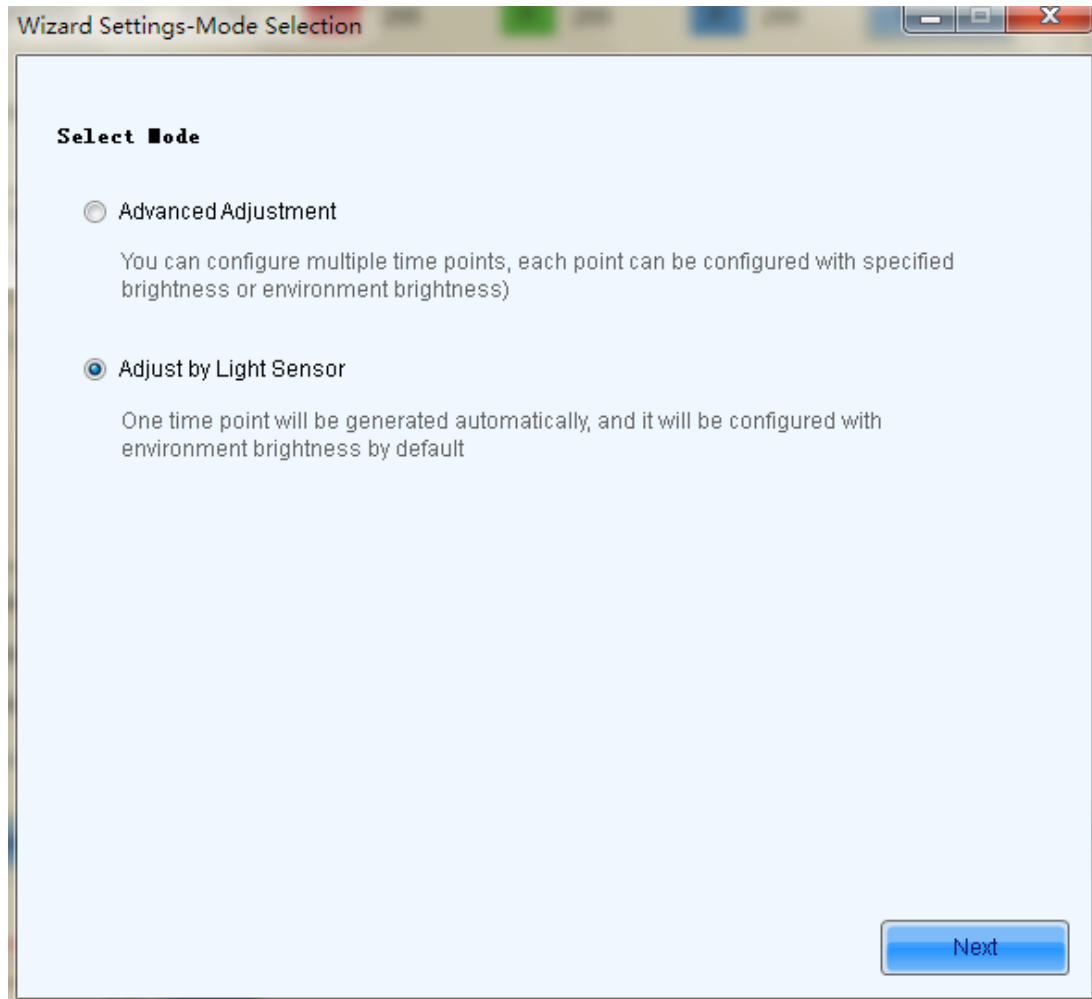 Wizard Settings-Mode Selection
Select Mode
Advanced Adjustment
You can configure multiple time points, each point can be configured with specified
brightness or environment brightness)
Adjust by Light Sensor
One time point will be generated automatically, and it will be configured with
environment brightness by default
Next